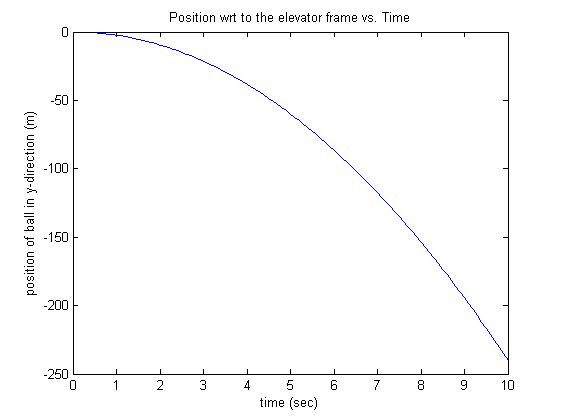 Position wrt to the elevator frame vs. Time
position of ball in y-direction (m)
0
-50
-100
-150
-200
-250
0 1 2 3 4 5 6 7 8 9 10
time (sec)